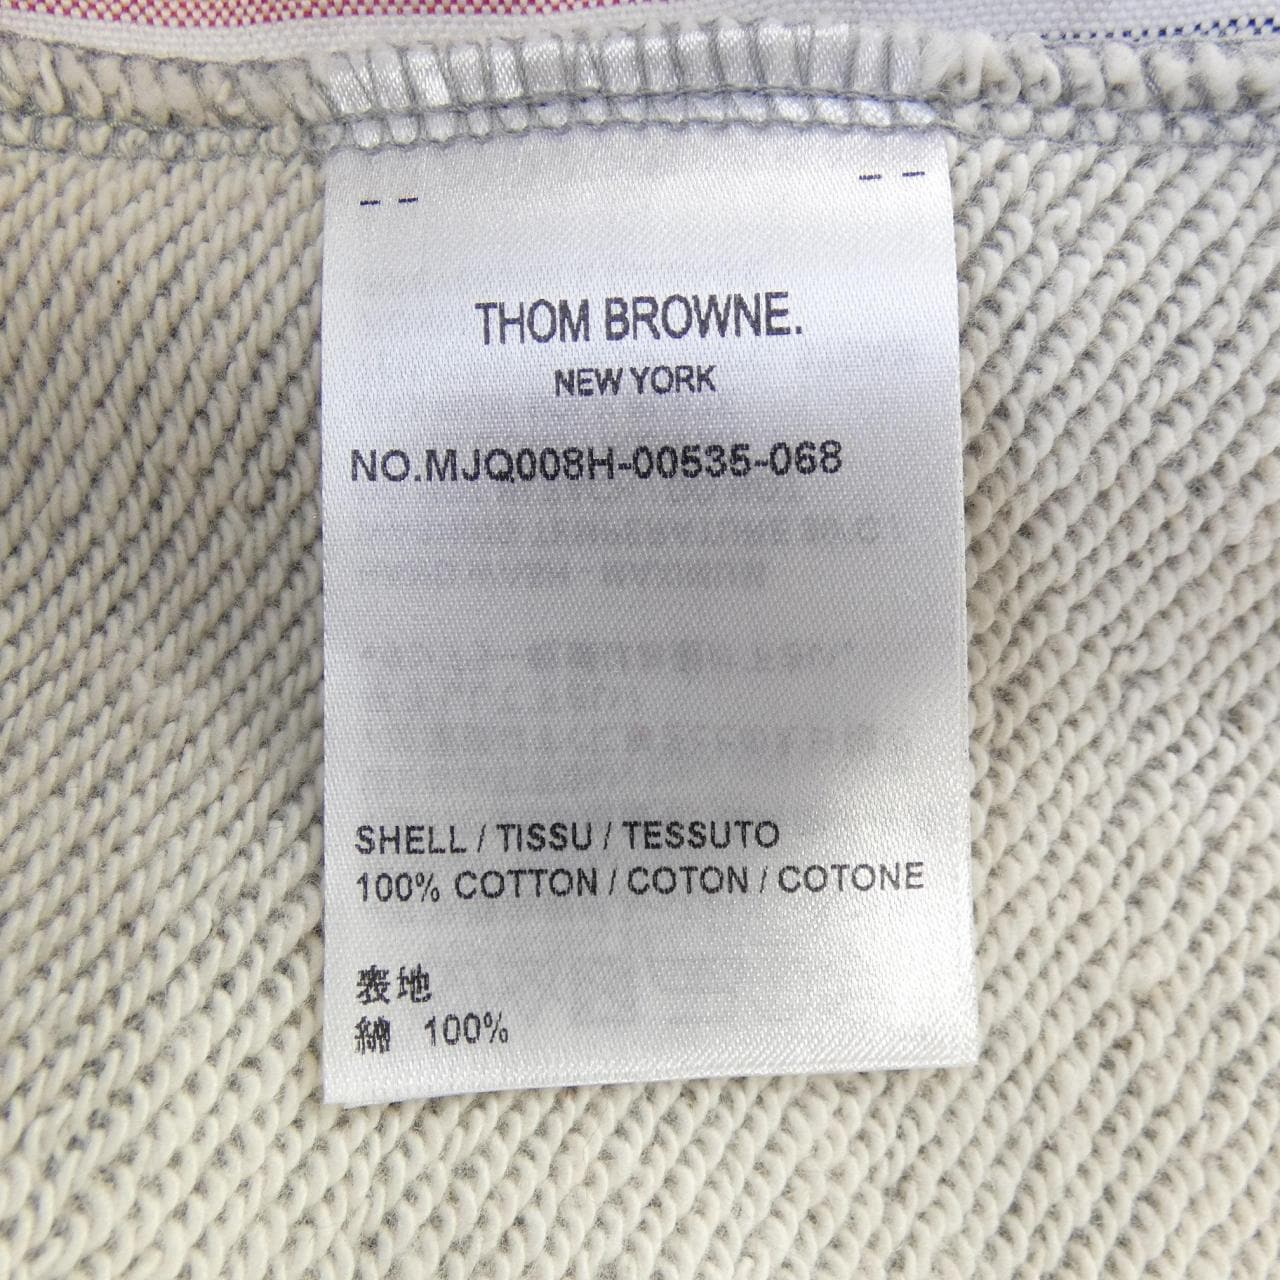 THOM BROWNE.
NEW YORK
NO.MJQ008H-00535-068
SHELL / TISSU / TESSUTO
100% COTTON / COTON / COTONE
表地
綿 100%